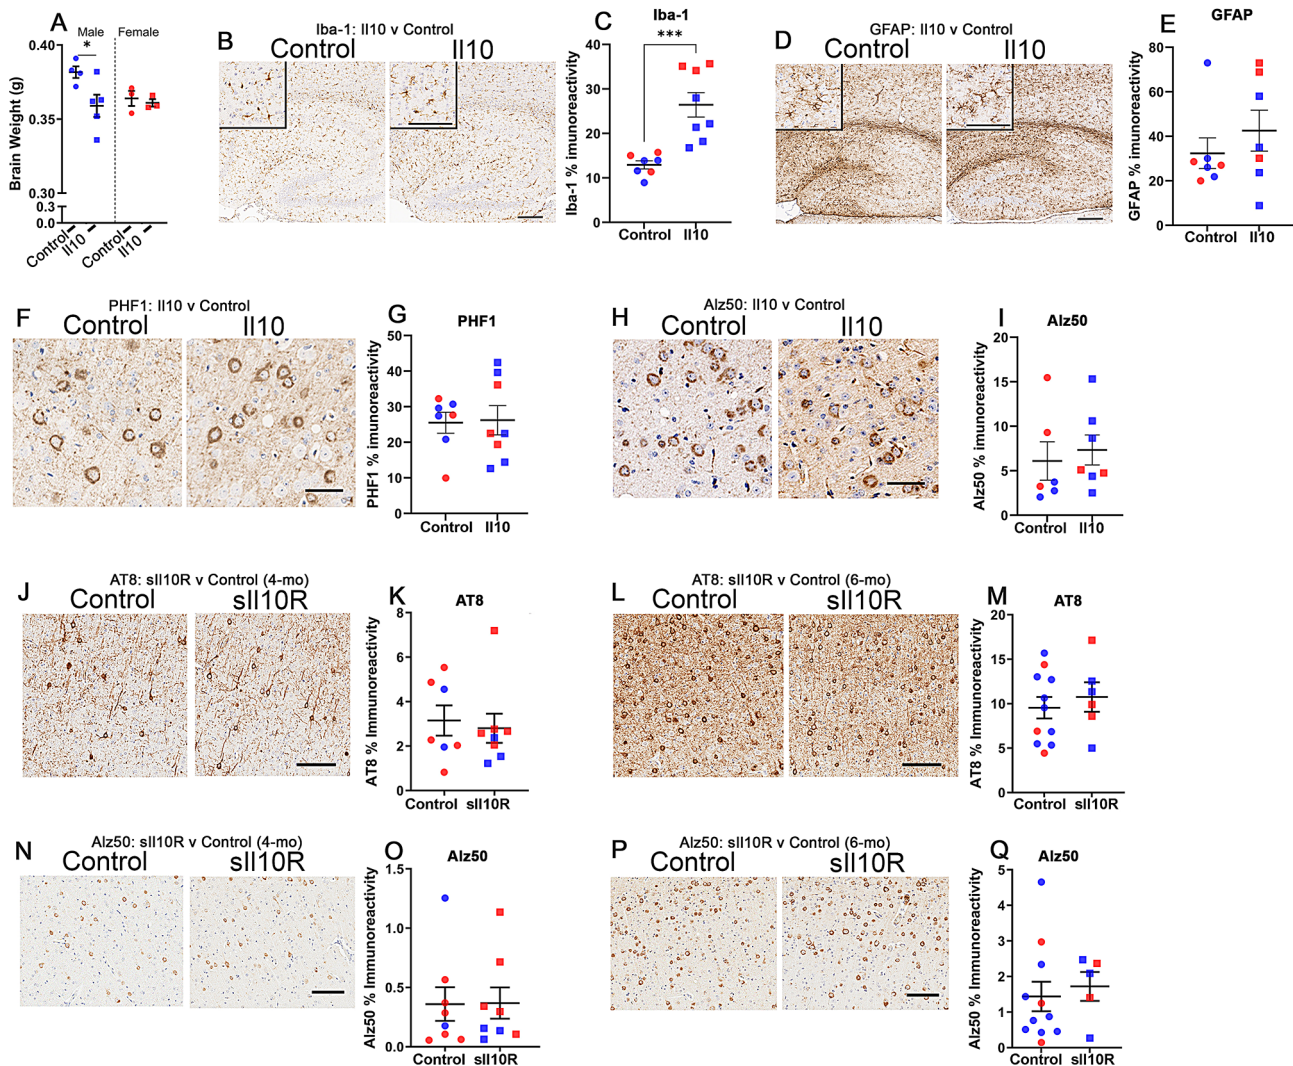 A
Male
Female
*
0.40
0.35
0.30
0.3
0.0
Brain Weight (g)
Control
Il10
Control
Il10
B
Iba-1: Il10 v Control
Control
Il10
C
Iba-1
***
40
30
20
10
0
Iba-1 % imunoreactivity
Control
Il10
D
GFAP: Il10 v Control
Control
Il10
E
GFAP
80
60
40
20
0
GFAP % imunoreactivity
Control
Il10
F
PHF1: Il10 v Control
Control
Il10
G
PHF1
50
40
30
20
10
0
PHF1 % imunoreactivity
Control
Il10
H
Alz50: Il10 v Control
Control
Il10
I
Alz50
20
15
10
5
0
Alz50 % imunoreactivity
Control
Il10
J
AT8: sIl10R v Control (4-mo)
Control
sIl10R
K
AT8
8
6
4
2
0
AT8 % Immunoreactivity
Control
sIl10R
L
AT8: sIl10R v Control (6-mo)
Control
sIl10R
M
AT8
20
15
10
5
0
AT8 % Immunoreactivity
Control
sIl10R
N
Alz50: sIl10R v Control (4-mo)
Control
sIl10R
O
Alz50
1.5
1.0
0.5
0.0
Alz50 % Immunoreactivity
Control
sIl10R
P
Alz50: sIl10R v Control (6-mo)
Control
sIl10R
Q
Alz50
5
4
3
2
1
0
Alz50 % Immunoreactivity
Control
sIl10R